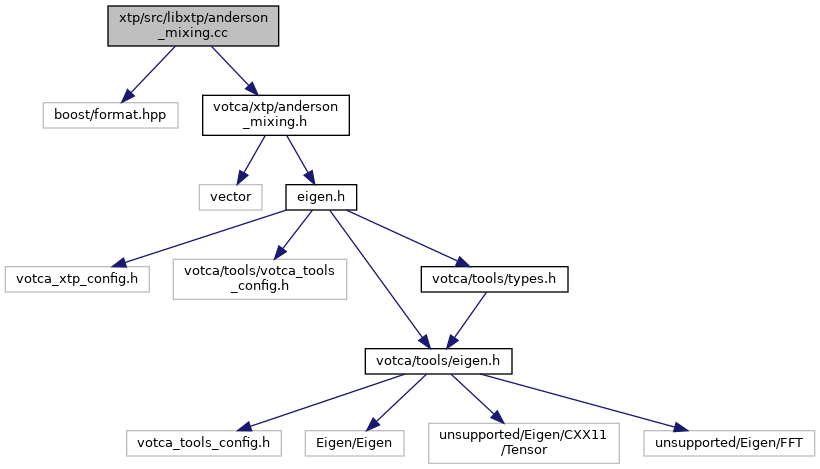 xtp/src/libxtp/anderson
_mixing.cc
boost/format.hpp
votca/xtp/anderson
_mixing.h
vector
eigen.h
votca_xtp_config.h
votca/tools/votca_tools
_config.h
votca/tools/types.h
votca/tools/eigen.h
votca_tools_config.h
Eigen/Eigen
unsupported/Eigen/CXX11
/Tensor
unsupported/Eigen/FFT